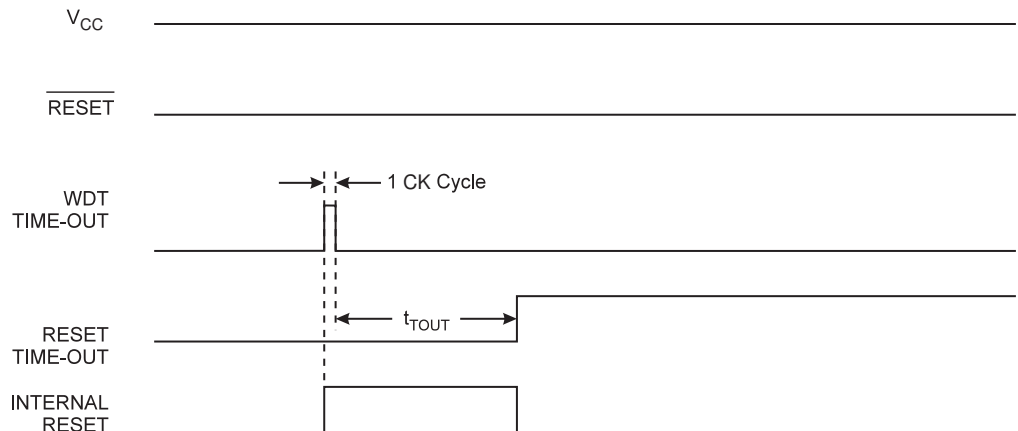 VCC
RESET
1 CK Cycle
WDT
TIME-OUT
tTOUT
RESET
TIME-OUT
INTERNAL
RESET